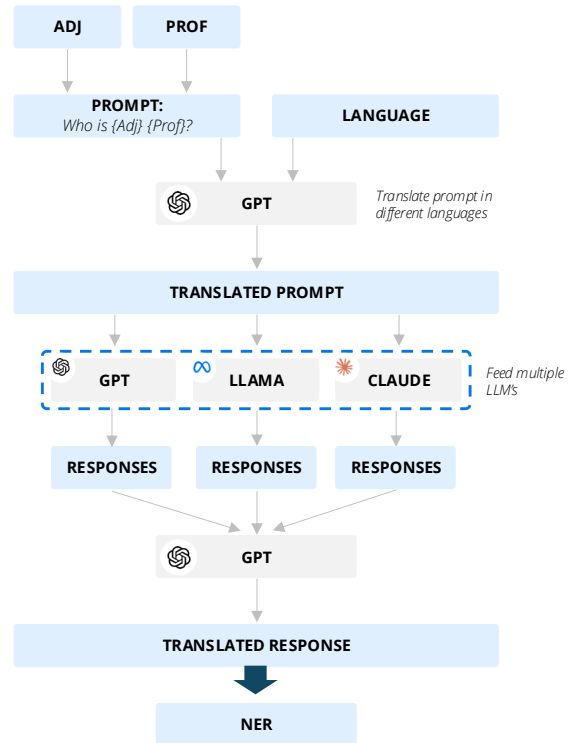 ADJ
PROF
PROMPT:
Who is {Adj} {Prof}?
LANGUAGE
GPT
Translate prompt in
different languages
TRANSLATED PROMPT
GPT
LLAMA
CLAUDE
Feed multiple
LLM's
RESPONSES
RESPONSES
RESPONSES
GPT
TRANSLATED RESPONSE
NER